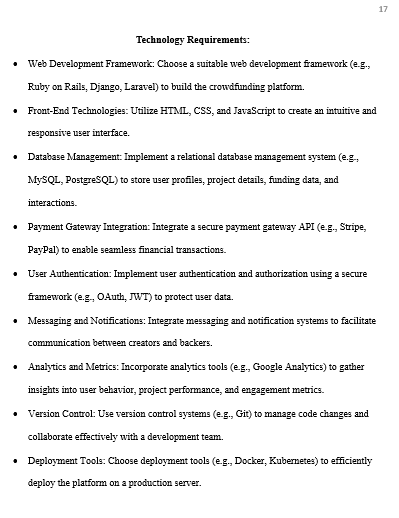 17
Technology Requirements:
• Web Development Framework: Choose a suitable web development framework (e.g.,
Ruby on Rails, Django, Laravel) to build the crowdfunding platform.
• Front-End Technologies: Utilize HTML, CSS, and JavaScript to create an intuitive and
responsive user interface.
• Database Management: Implement a relational database management system (e.g.,
MySQL, PostgreSQL) to store user profiles, project details, funding data, and
interactions.
• Payment Gateway Integration: Integrate a secure payment gateway API (e.g., Stripe,
PayPal) to enable seamless financial transactions.
• User Authentication: Implement user authentication and authorization using a secure
framework (e.g., OAuth, JWT) to protect user data.
• Messaging and Notifications: Integrate messaging and notification systems to facilitate
communication between creators and backers.
• Analytics and Metrics: Incorporate analytics tools (e.g., Google Analytics) to gather
insights into user behavior, project performance, and engagement metrics.
• Version Control: Use version control systems (e.g., Git) to manage code changes and
collaborate effectively with a development team.
• Deployment Tools: Choose deployment tools (e.g., Docker, Kubernetes) to efficiently
deploy the platform on a production server.